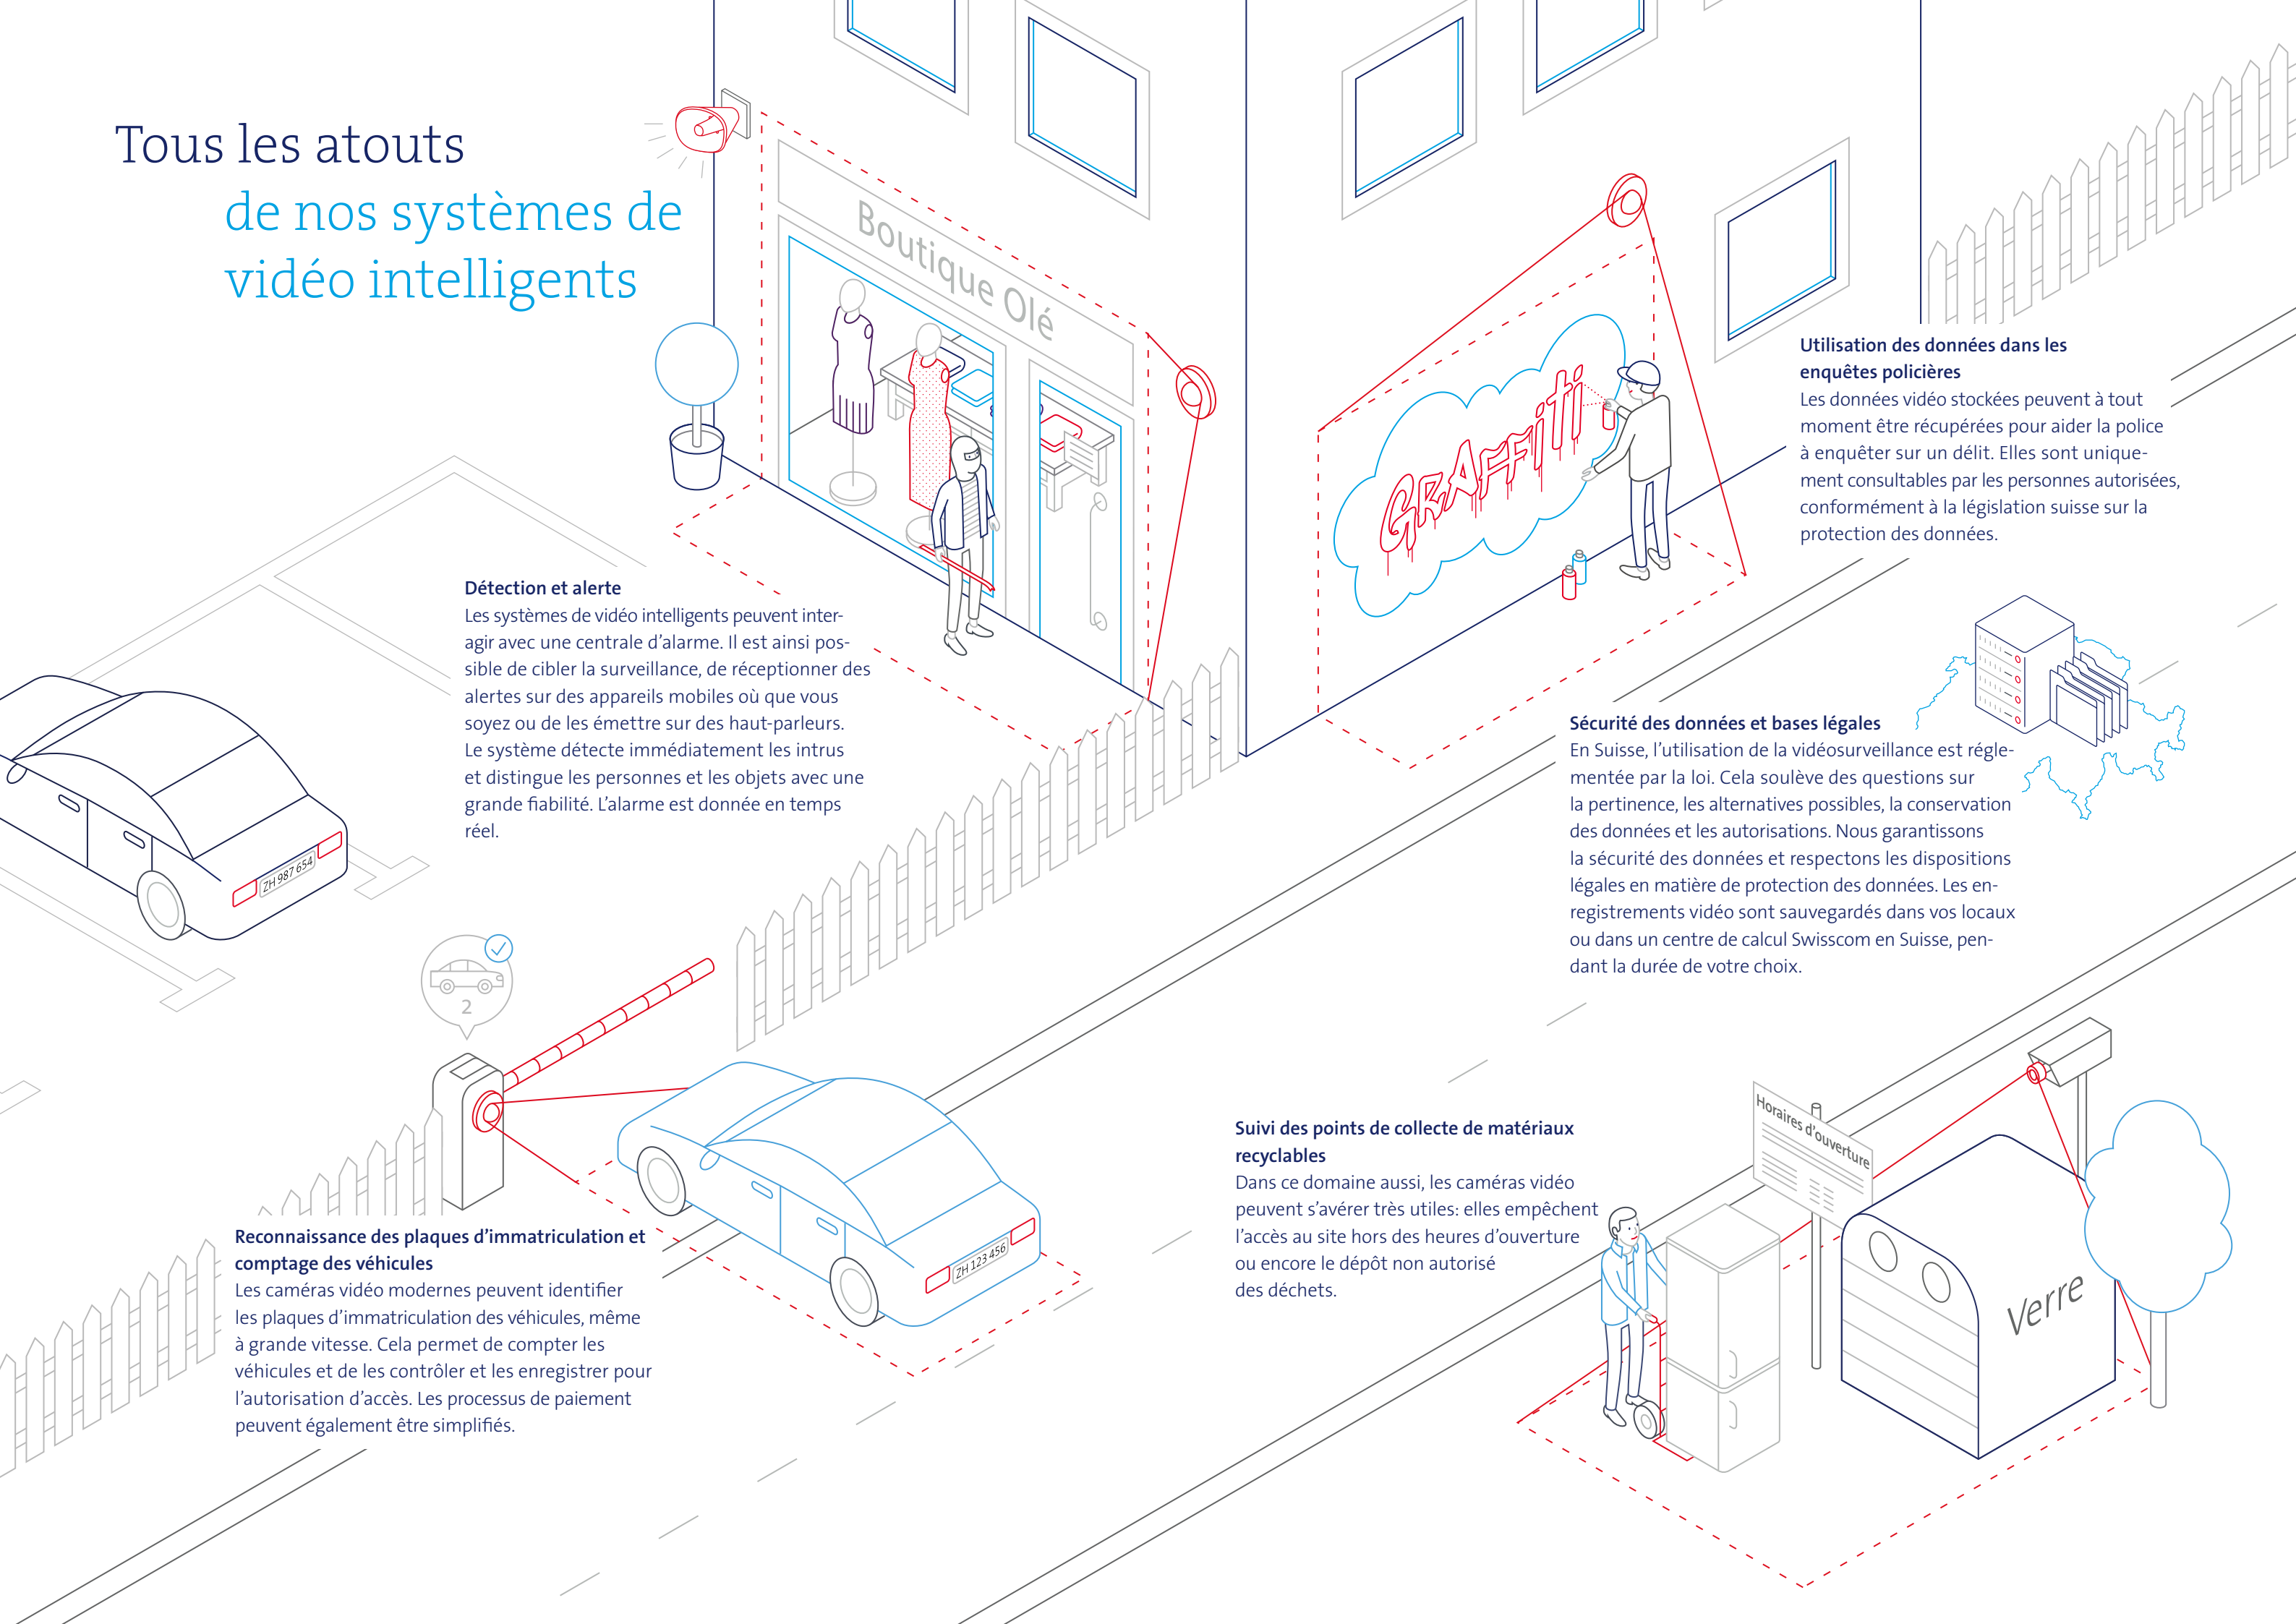 Tous les atouts
de nos systèmes de
vidéo intelligents
Boutique Olé
GRAFFiTi
Utilisation des données dans les
enquêtes policières
Les données vidéo stockées peuvent à tout
moment être récupérées pour aider la police
à enquêter sur un délit. Elles sont unique-
ment consultables par les personnes autorisées,
conformément à la législation suisse sur la
protection des données.
Détection et alerte
Les systèmes de vidéo intelligents peuvent inter-
agir avec une centrale d’alarme. Il est ainsi pos-
sible de cibler la surveillance, de réceptionner des
alertes sur des appareils mobiles où que vous
soyez ou de les émettre sur des haut-parleurs.
Le système détecte immédiatement les intrus
et distingue les personnes et les objets avec une
grande fiabilité. L’alarme est donnée en temps
réel.
Sécurité des données et bases légales
En Suisse, l’utilisation de la vidéosurveillance est régle-
mentée par la loi. Cela soulève des questions sur
la pertinence, les alternatives possibles, la conservation
des données et les autorisations. Nous garantissons
la sécurité des données et respectons les dispositions
légales en matière de protection des données. Les en-
registrements vidéo sont sauvegardés dans vos locaux
ou dans un centre de calcul Swisscom en Suisse, pen-
dant la durée de votre choix.
ZH 987 654
2
ZH 123 456
Reconnaissance des plaques d’immatriculation et
comptage des véhicules
Les caméras vidéo modernes peuvent identifier
les plaques d’immatriculation des véhicules, même
à grande vitesse. Cela permet de compter les
véhicules et de les contrôler et les enregistrer pour
l’autorisation d’accès. Les processus de paiement
peuvent également être simplifiés.
Suivi des points de collecte de matériaux
recyclables
Dans ce domaine aussi, les caméras vidéo
peuvent s’avérer très utiles: elles empêchent
l’accès au site hors des heures d’ouverture
ou encore le dépôt non autorisé
des déchets.
Horaires d’ouverture
Verre